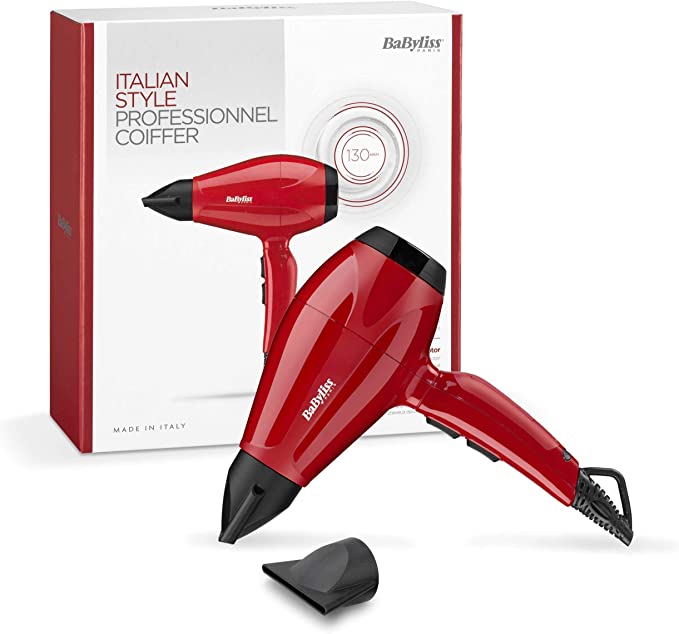 BaByliss
PARIS
ITALIAN
STYLE
PROFESSIONNEL
COIFFER
130
BaByliss
BaByliss
MADE IN ITALY
BaByliss
PARIS